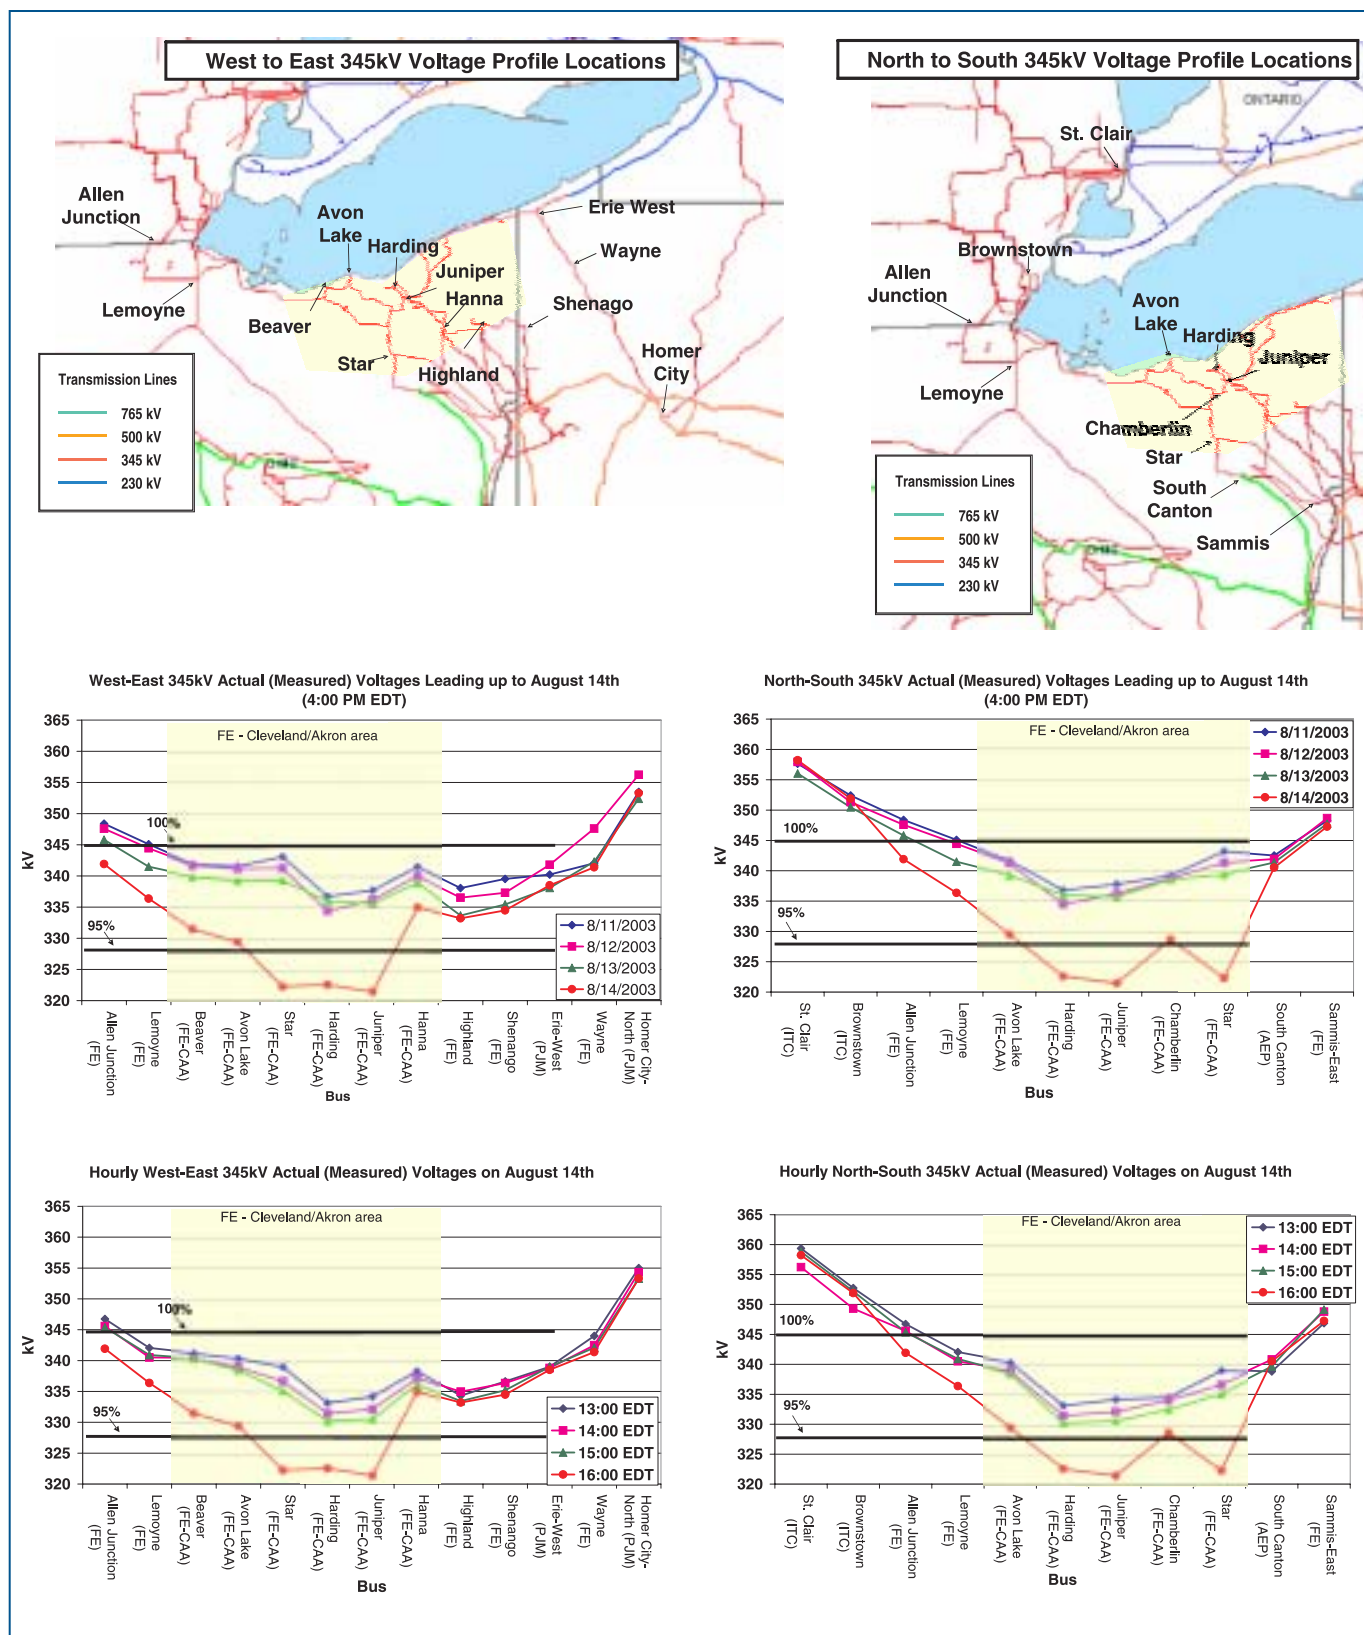 West to East 345kV Voltage Profile Locations
Allen
Junction
Avon
Lake
Harding
Juniper
Hanna
Erie West
Wayne
Shenago
Lemoyne
Beaver
Star
Highland
Homer
City
Transmission Lines
765 kV
500 kV
345 kV
230 kV
North to South 345kV Voltage Profile Locations
ONTARIO
St. Clair
Brownstown
Allen
Junction
Avon
Lake
Harding
Juniper
Lemoyne
Chamberlin
Star
South
Canton
Sammis
Transmission Lines
765 kV
500 kV
345 kV
230 kV
West-East 345kV Actual (Measured) Voltages Leading up to August 14th
(4:00 PM EDT)
FE - Cleveland/Akron area
365
360
355
350
345
340
335
330
325
320
kV
100%
95%
8/11/2003
8/12/2003
8/13/2003
8/14/2003
Allen Junction
(FE)
Lemoyne
(FE)
Beaver
(FE-CAA)
Avon Lake
(FE-CAA)
Star
(FE-CAA)
Harding
(FE-CAA)
Juniper
(FE-CAA)
Hanna
(FE-CAA)
Highland
(FE)
Shenango
(FE)
Erie-West
(PJM)
Wayne
(FE)
Homer City-
North (PJM)
Bus
North-South 345kV Actual (Measured) Voltages Leading up to August 14th
(4:00 PM EDT)
FE - Cleveland/Akron area
365
360
355
350
345
340
335
330
325
320
kV
100%
95%
8/11/2003
8/12/2003
8/13/2003
8/14/2003
St. Clair
(ITC)
Brownstown
(ITC)
Allen Junction
(FE)
Lemoyne
(FE)
Avon Lake
(FE-CAA)
Harding
(FE-CAA)
Juniper
(FE-CAA)
Chamberlin
(FE-CAA)
Star
(FE-CAA)
South Canton
(AEP)
Sammis-East
(FE)
Bus
Hourly West-East 345kV Actual (Measured) Voltages on August 14th
FE - Cleveland/Akron area
365
360
355
350
345
340
335
330
325
320
kV
100%
95%
13:00 EDT
14:00 EDT
15:00 EDT
16:00 EDT
Allen Junction
(FE)
Lemoyne
(FE)
Beaver
(FE-CAA)
Avon Lake
(FE-CAA)
Star
(FE-CAA)
Harding
(FE-CAA)
Juniper
(FE-CAA)
Hanna
(FE-CAA)
Highland
(FE)
Shenango
(FE)
Erie-West
(PJM)
Wayne
(FE)
Homer City-
North (PJM)
Bus
Hourly North-South 345kV Actual (Measured) Voltages on August 14th
FE - Cleveland/Akron area
365
360
355
350
345
340
335
330
325
320
kV
100%
95%
13:00 EDT
14:00 EDT
15:00 EDT
16:00 EDT
St. Clair
(ITC)
Brownstown
(ITC)
Allen Junction
(FE)
Lemoyne
(FE)
Avon Lake
(FE-CAA)
Harding
(FE-CAA)
Juniper
(FE-CAA)
Chamberlin
(FE-CAA)
Star
(FE-CAA)
South Canton
(AEP)
Sammis-East
(FE)
Bus